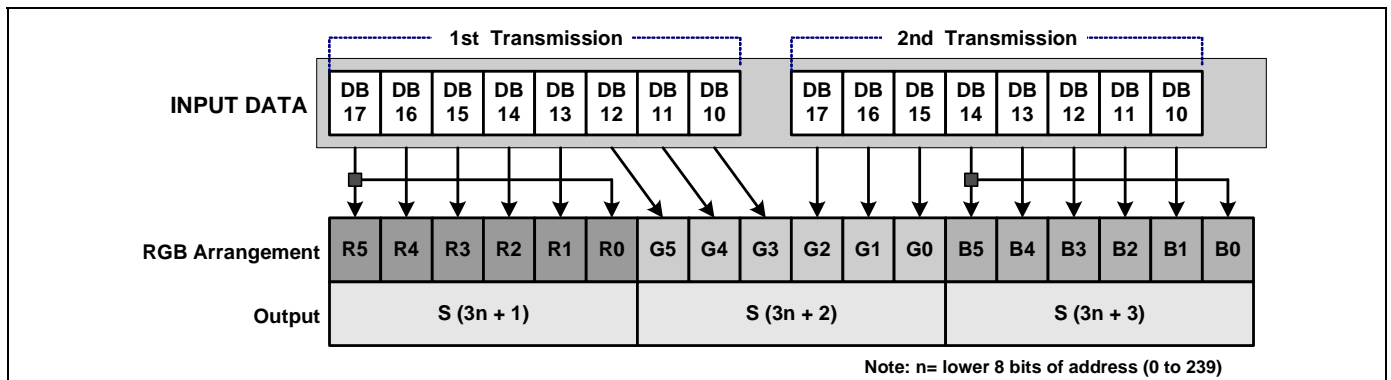 1st Transmission 2nd Transmission
INPUT DATA DB 17 DB 16 DB 15 DB 14 DB 13 DB 12 DB 11 DB 10 DB 17 DB 16 DB 15 DB 14 DB 13 DB 12 DB 11 DB 10
RGB Arrangement R5 R4 R3 R2 R1 R0 G5 G4 G3 G2 G1 G0 B5 B4 B3 B2 B1 B0
Output S (3n + 1) S (3n + 2) S (3n + 3)
Note: n= lower 8 bits of address (0 to 239)